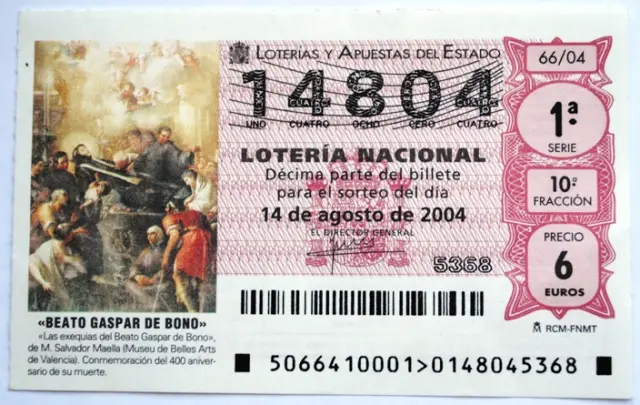 LOTERÍAS Y APUESTAS DEL ESTADO
66/04
14804
UNO CUATRO OCHO CERO CUATRO
1ª
SERIE
LOTERÍA NACIONAL
Décima parte del billete
para el sorteo del día
14 de agosto de 2004
EL DIRECTOR GENERAL
5368
10ª
FRACCIÓN
PRECIO
6
EUROS
RCM-FNMT
«BEATO GASPAR DE BONO»
«Las exequias del Beato Gaspar de Bono»,
de M. Salvador Maella (Museu de Belles Arts
de Valencia). Conmemoración del 400 aniver-
sario de su muerte.
5066410001>0148045368